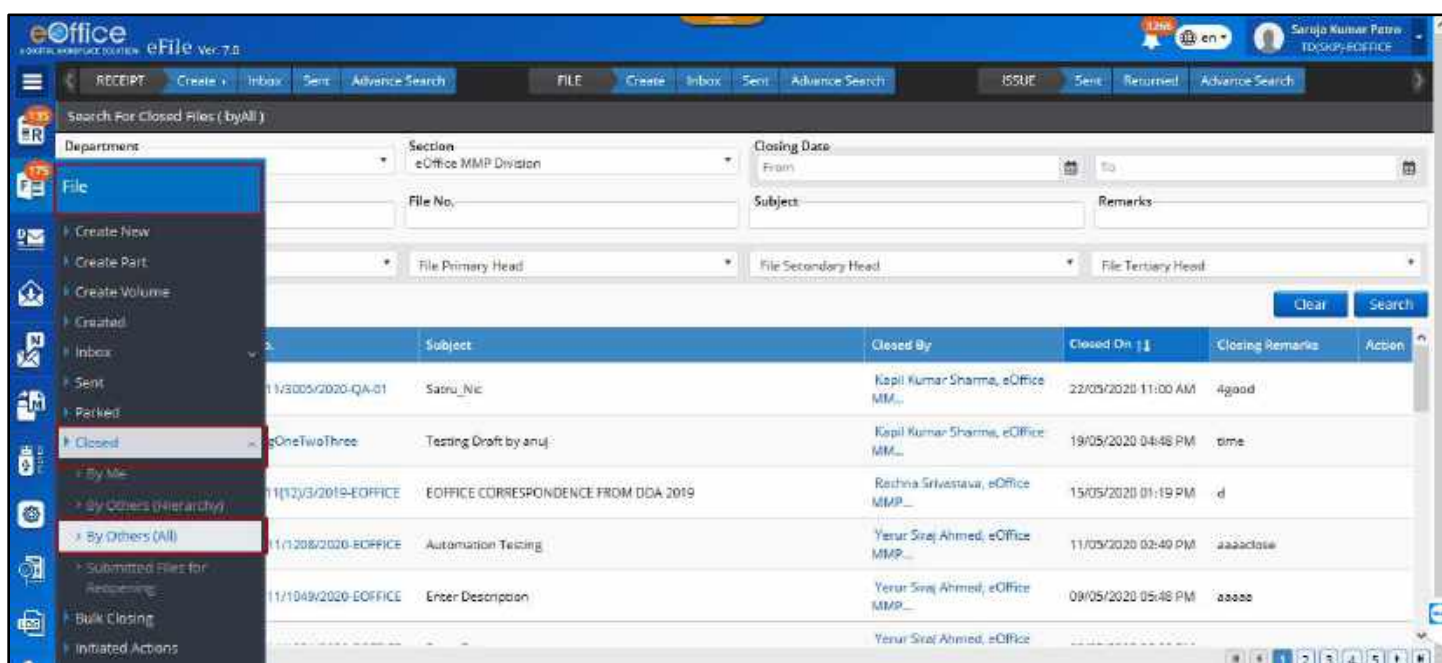 eOffice
A DIGITAL WORKPLACE SOLUTION eFile Ver. 7.0
1266
en
Saroja Kumar Patro
TD(SKP)-EOFFICE
RECEIPT Create Inbox Sent Advance Search FILE Create Inbox Sent Advance Search ISSUE Sent Returned Advance Search
Search For Closed Files ( byAll )
135
R
Department Section Closing Date
eOffice MMP Division From To
175
File
File No. Subject Remarks
Create New
Create Part File Primary Head File Secondary Head File Tertiary Head
Create Volume
Clear Search
Created
Subject Closed By Closed On Closing Remarks Action
Inbox
Sent 11/3005/2020-QA-01 Satru_Nic Kapil Kumar Sharma, eOffice MM... 22/05/2020 11:00 AM 4good
Parked
Closed gOneTwoThree Testing Draft by anuj Kapil Kumar Sharma, eOffice MM... 19/05/2020 04:48 PM time
By Me
By Others (Hierarchy) 11(12)/3/2019-EOFFICE EOFFICE CORRESPONDENCE FROM DDA 2019 Rachna Srivastava, eOffice MMP... 15/05/2020 01:19 PM d
By Others (All) 11/1208/2020-EOFFICE Automation Testing Yerur Siraj Ahmed, eOffice MMP... 11/05/2020 02:49 PM aaaaclose
Submitted Files for
Reopening 11/1049/2020-EOFFICE Enter Description Yerur Siraj Ahmed, eOffice MMP... 09/05/2020 05:48 PM aaaaa
Bulk Closing
Initiated Actions Yerur Siraj Ahmed, eOffice
1 2 3 4 5